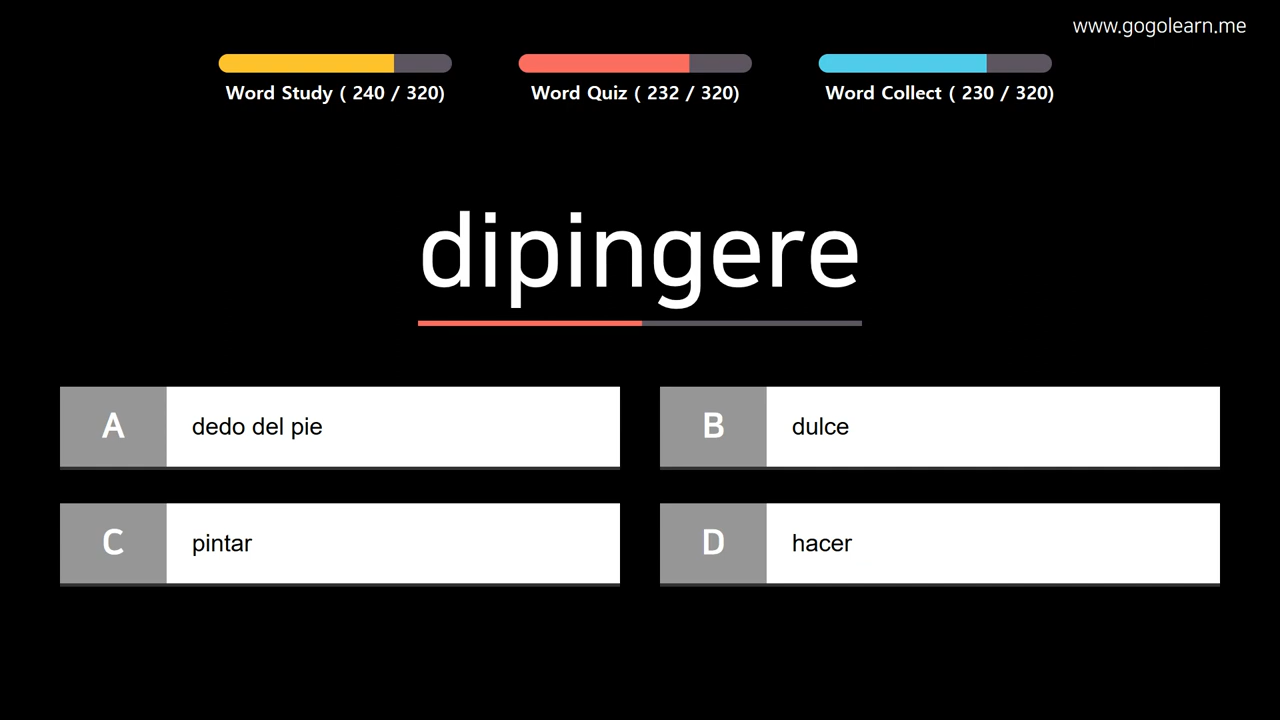 www.gogolearn.me
Word Study ( 240 / 320)
Word Quiz ( 232 / 320)
Word Collect ( 230 / 320)
dipingere
A dedo del pie
B dulce
C pintar
D hacer